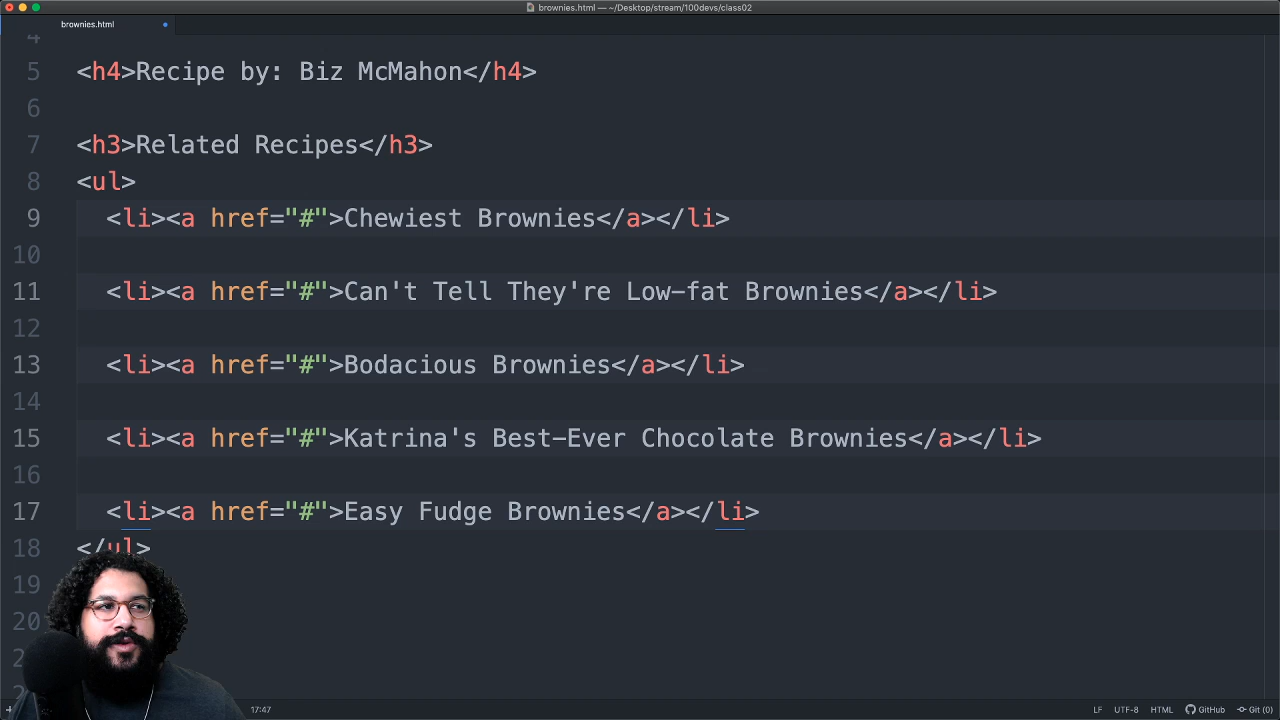 brownies.html — ~/Desktop/stream/100devs/class02
brownies.html
4
5 <h4>Recipe by: Biz McMahon</h4>
6
7 <h3>Related Recipes</h3>
8 <ul>
9 <li><a href="#">Chewiest Brownies</a></li>
10
11 <li><a href="#">Can't Tell They're Low-fat Brownies</a></li>
12
13 <li><a href="#">Bodacious Brownies</a></li>
14
15 <li><a href="#">Katrina's Best-Ever Chocolate Brownies</a></li>
16
17 <li><a href="#">Easy Fudge Brownies</a></li>
18 </ul>
19
20
17:47 LF UTF-8 HTML GitHub Git (0)